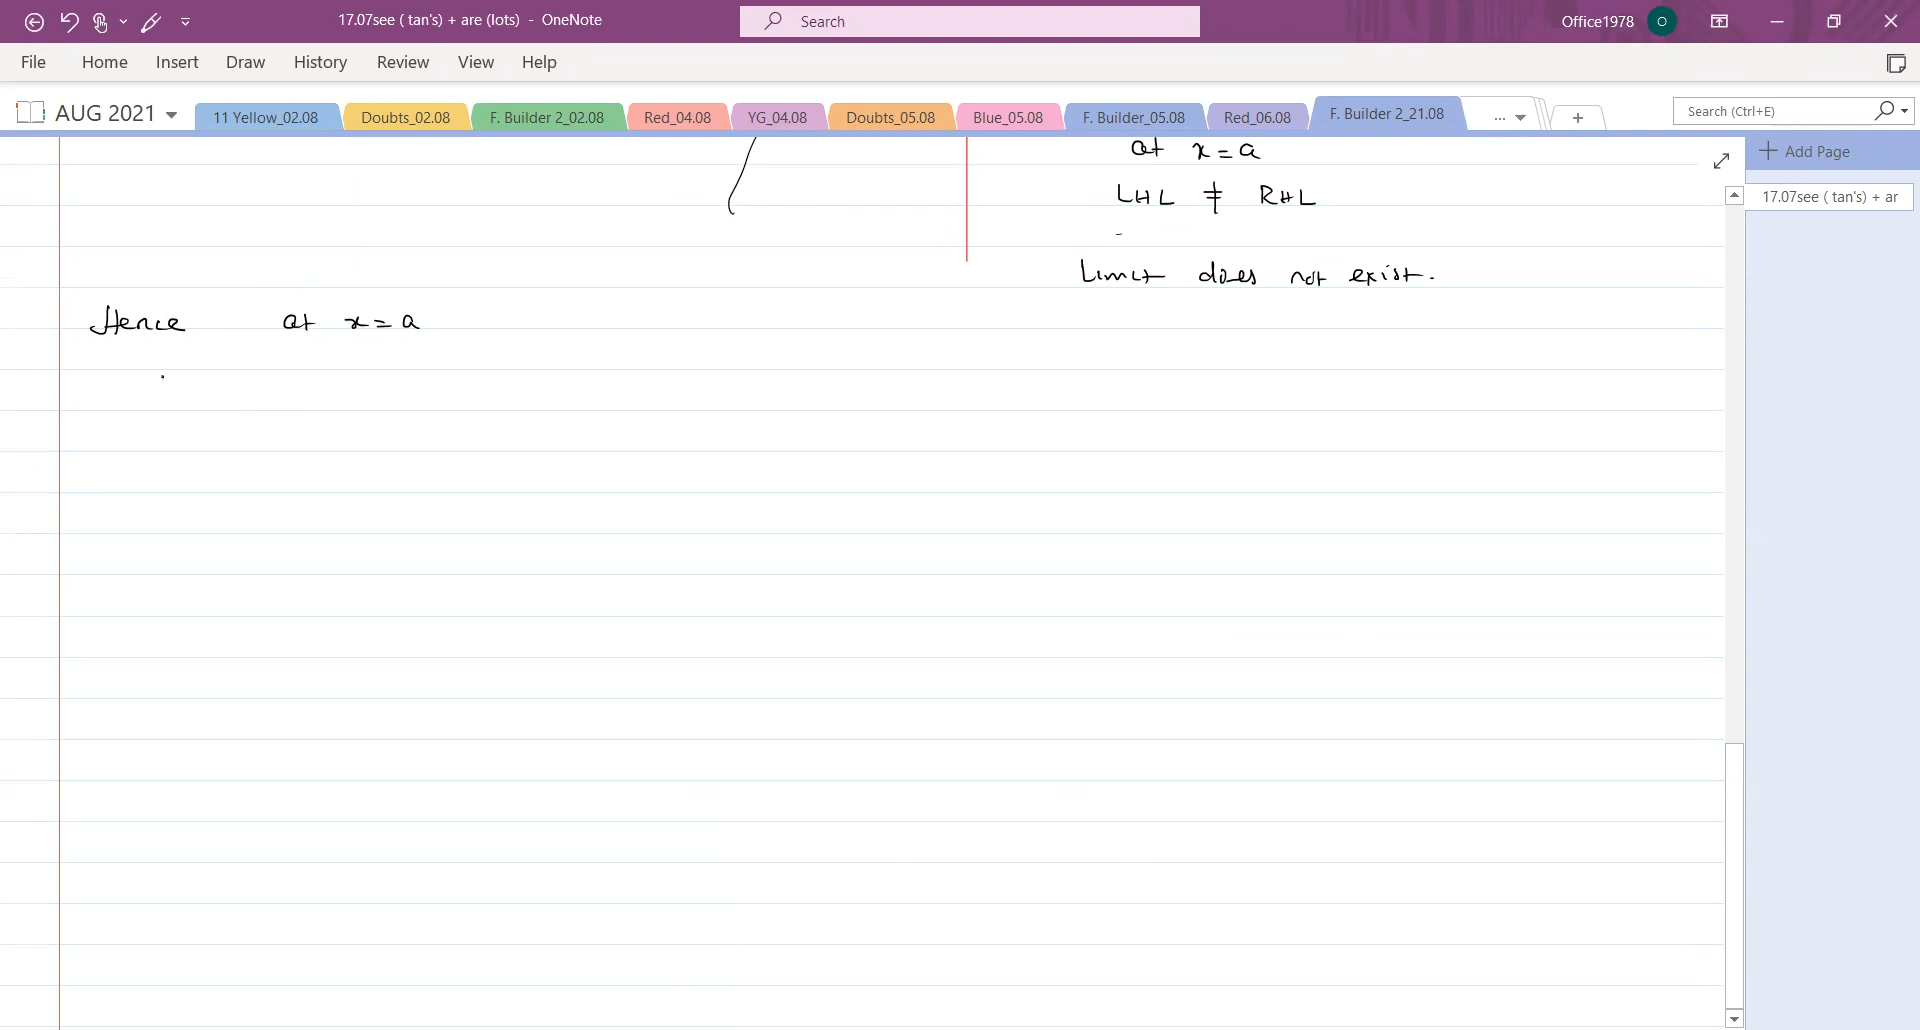 17.07see ( tan's) + are (lots) - OneNote
Search
Office1978
O
File Home Insert Draw History Review View Help
AUG 2021
11 Yellow_02.08
Doubts_02.08
F. Builder 2_02.08
Red_04.08
YG_04.08
Doubts_05.08
Blue_05.08
F. Builder_05.08
Red_06.08
F. Builder 2_21.08
...
Search (Ctrl+E)
Add Page
17.07see ( tan's) + ar
at x = a
LHL ≠ RHL
Limit does not exist.
Hence at x = a